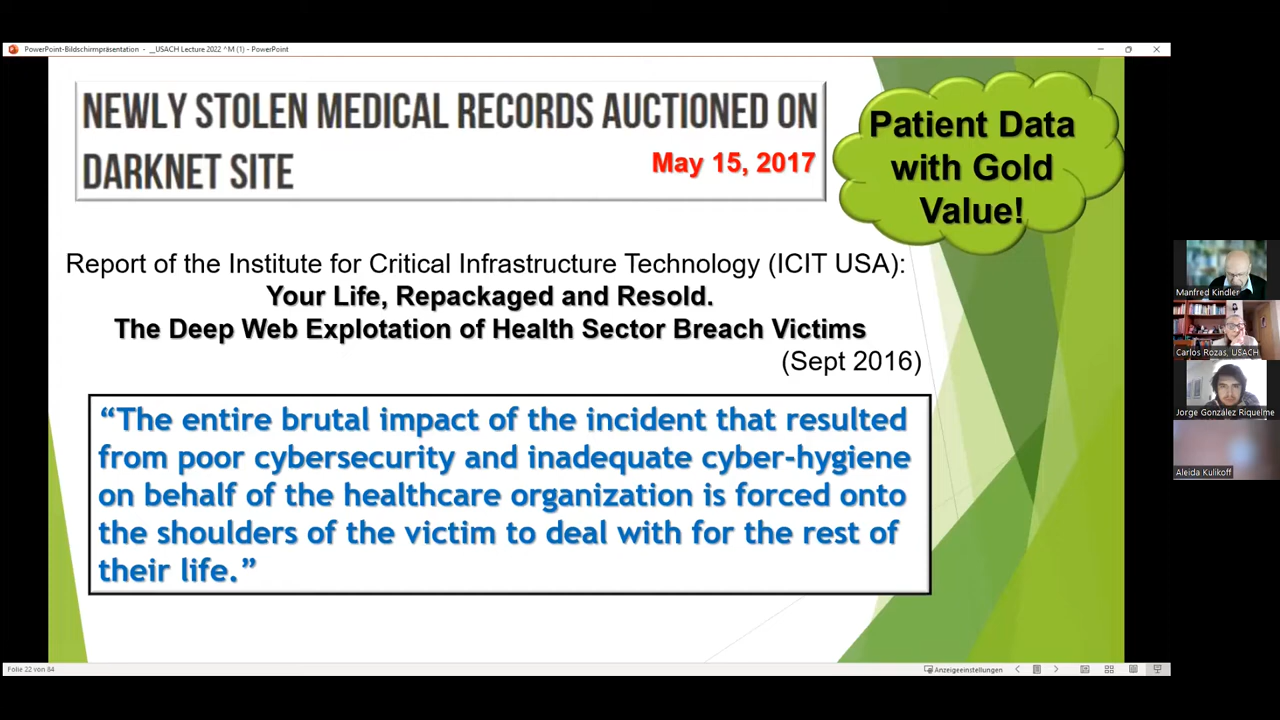 PowerPoint-Bildschirmpräsentation - __USACH Lecture 2022 ^M (1) - PowerPoint
NEWLY STOLEN MEDICAL RECORDS AUCTIONED ON
DARKNET SITE
May 15, 2017
Patient Data
with Gold
Value!
Report of the Institute for Critical Infrastructure Technology (ICIT USA):
Your Life, Repackaged and Resold.
The Deep Web Explotation of Health Sector Breach Victims
(Sept 2016)
“The entire brutal impact of the incident that resulted
from poor cybersecurity and inadequate cyber-hygiene
on behalf of the healthcare organization is forced onto
the shoulders of the victim to deal with for the rest of
their life.”
Manfred Kindler
Carlos Rozas, USACH
Jorge González Riquelme
Aleida Kulikoff
Folie 22 von 84
Anzeigeeinstellungen